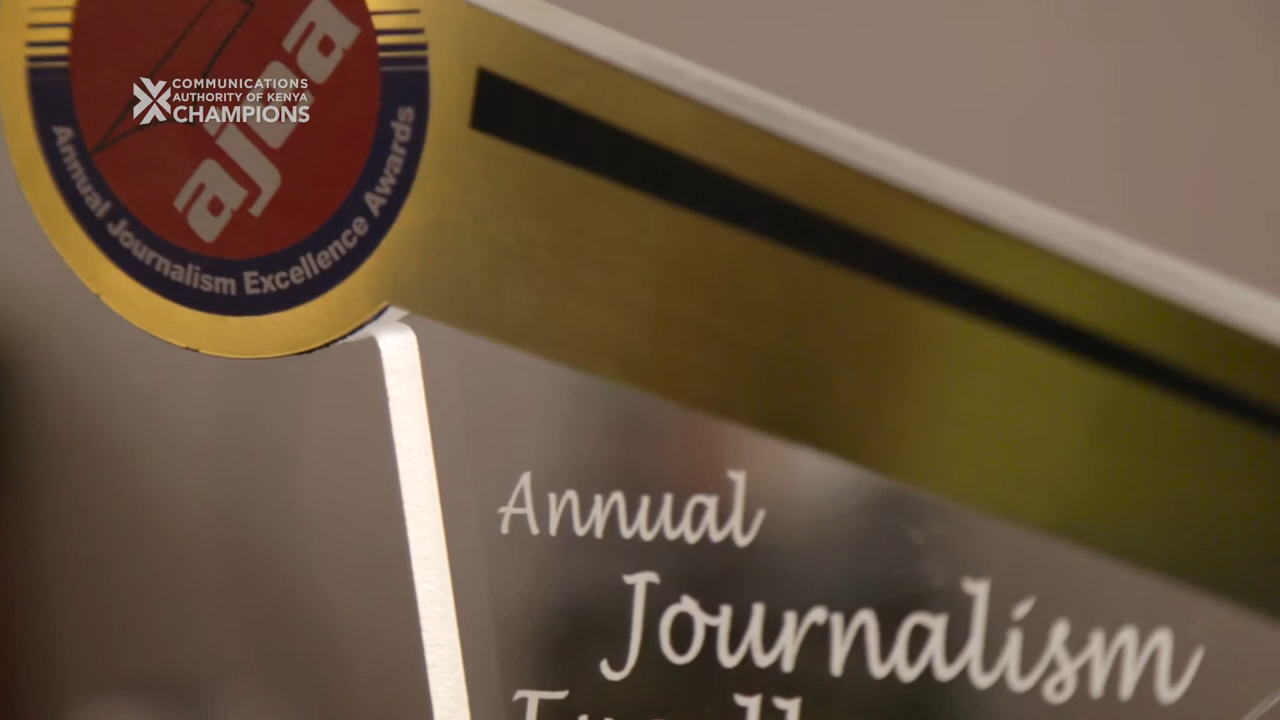 COMMUNICATIONS
AUTHORITY OF KENYA
CHAMPIONS
ajea
Annual Journalism Excellence Awards
Annual
Journalism